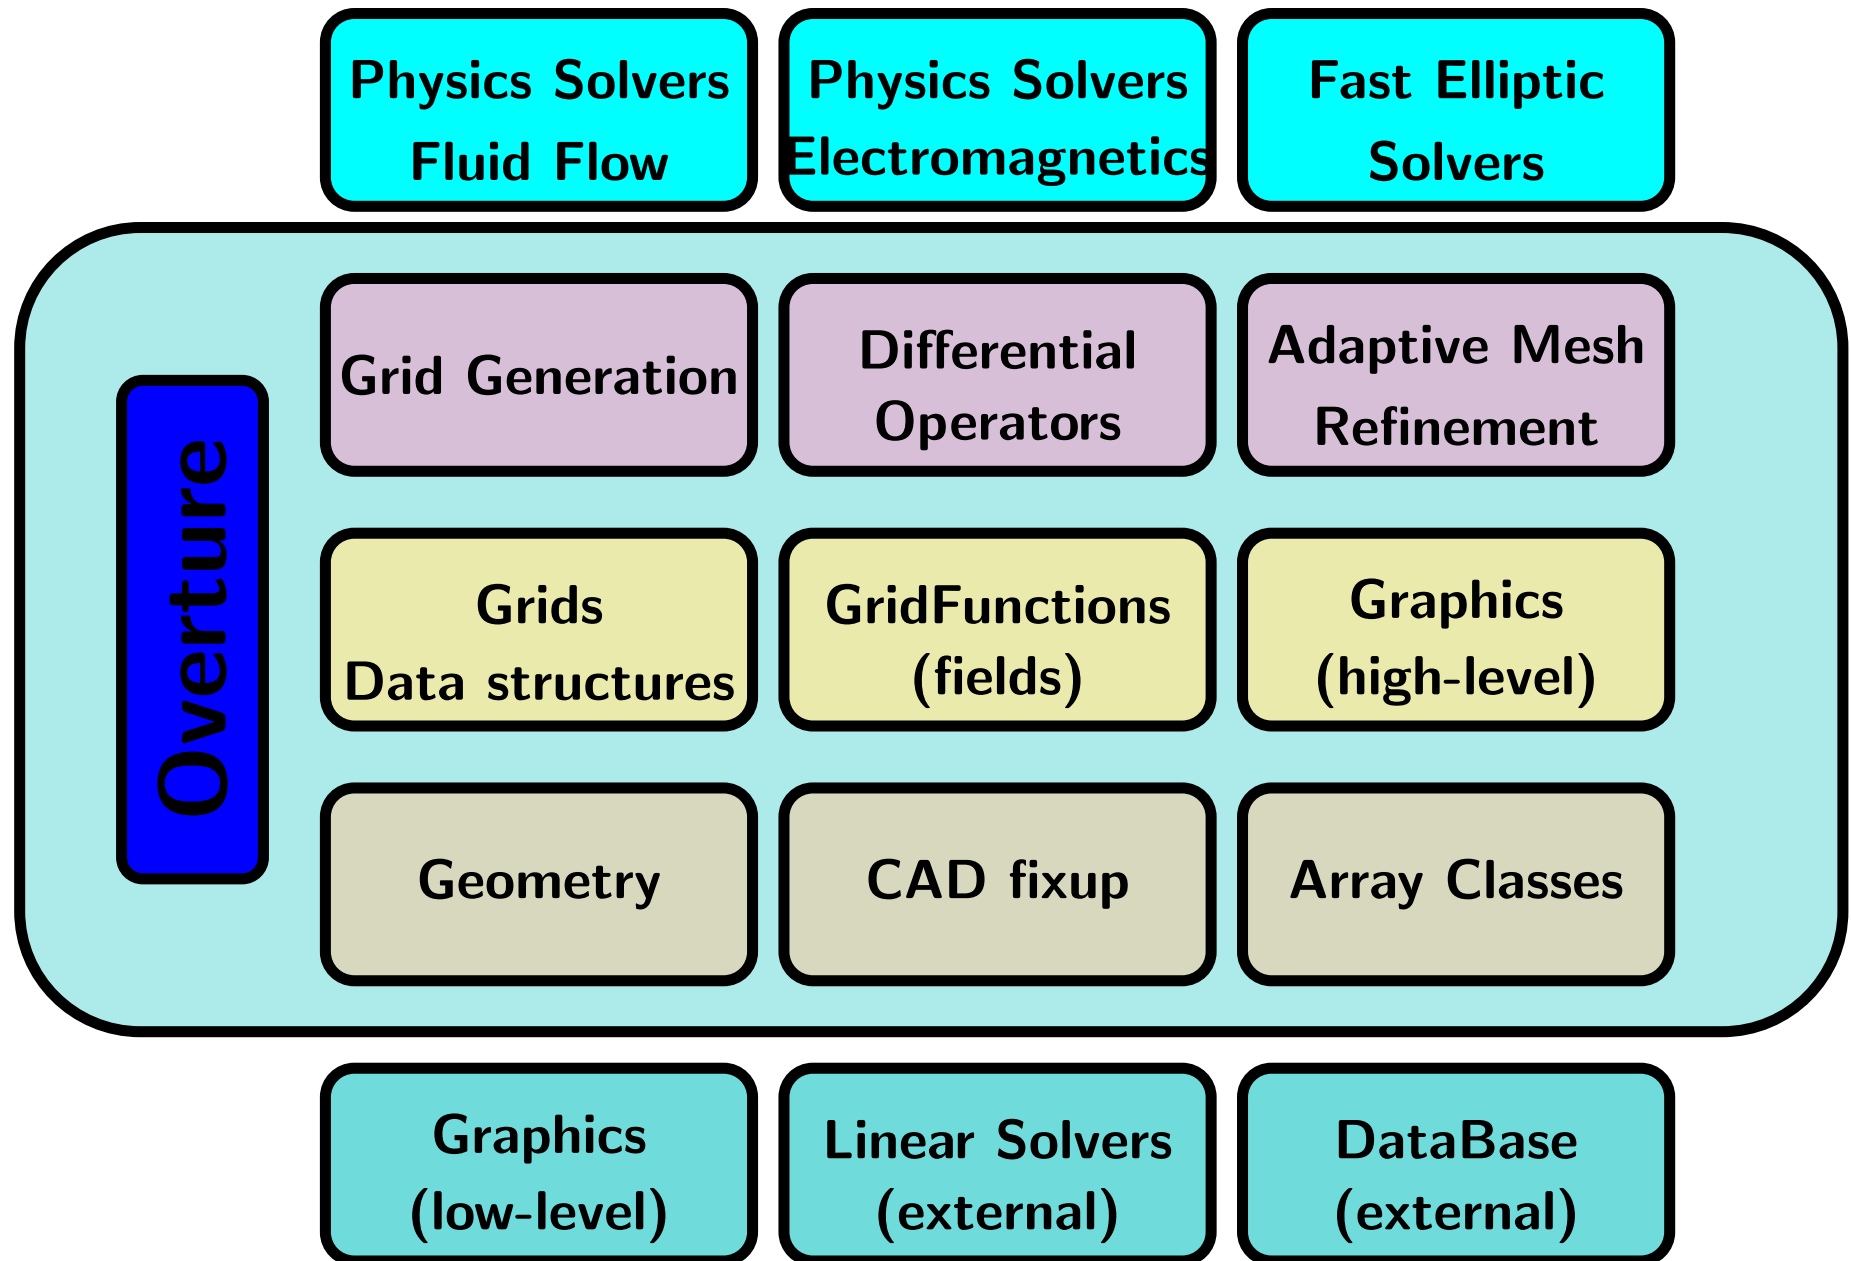 Physics Solvers
Fluid Flow
Physics Solvers
Electromagnetics
Fast Elliptic
Solvers
Overture
Grid Generation
Differential
Operators
Adaptive Mesh
Refinement
Grids
Data structures
GridFunctions
(fields)
Graphics
(high-level)
Geometry
CAD fixup
Array Classes
Graphics
(low-level)
Linear Solvers
(external)
DataBase
(external)